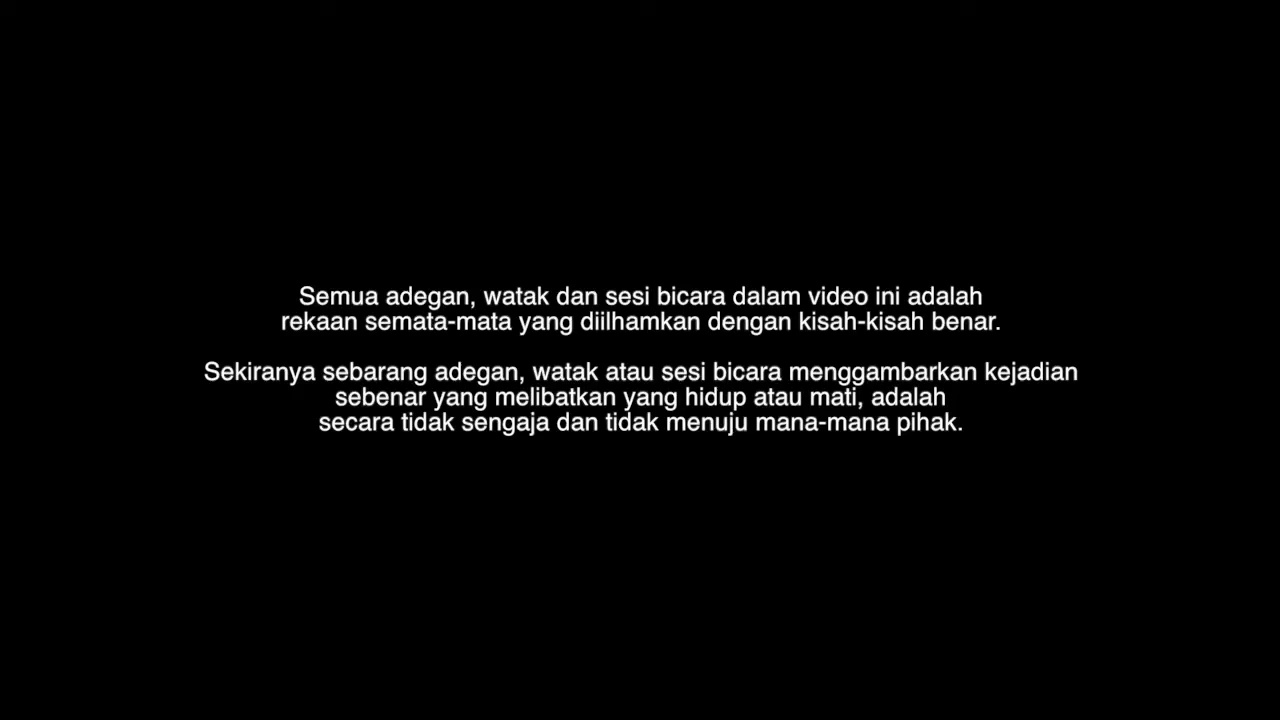 Semua adegan, watak dan sesi bicara dalam video ini adalah
rekaan semata-mata yang diilhamkan dengan kisah-kisah benar.
Sekiranya sebarang adegan, watak atau sesi bicara menggambarkan kejadian
sebenar yang melibatkan yang hidup atau mati, adalah
secara tidak sengaja dan tidak menuju mana-mana pihak.